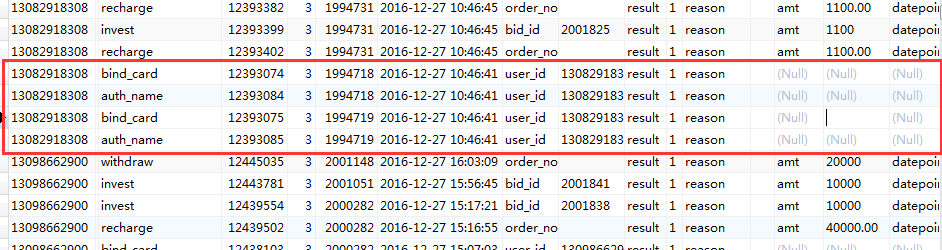 13082918308 recharge 12393382 3 1994731 2016-12-27 10:46:45 order_no result 1 reason amt 1100.00 datepoin
13082918308 invest 12393399 3 1994731 2016-12-27 10:46:45 bid_id 2001825 result 1 reason amt 1100 datepoin
13082918308 recharge 12393402 3 1994731 2016-12-27 10:46:45 order_no result 1 reason amt 1100.00 datepoin
13082918308 bind_card 12393074 3 1994718 2016-12-27 10:46:41 user_id 130829183 result 1 reason (Null) (Null) (Null)
13082918308 auth_name 12393084 3 1994718 2016-12-27 10:46:41 user_id 130829183 result 1 reason (Null) (Null) (Null)
13082918308 bind_card 12393075 3 1994719 2016-12-27 10:46:41 user_id 130829183 result 1 reason (Null) (Null)
13082918308 auth_name 12393085 3 1994719 2016-12-27 10:46:41 user_id 130829183 result 1 reason (Null) (Null) (Null)
13098662900 withdraw 12445035 3 2001148 2016-12-27 16:03:09 order_no result 1 reason amt 20000 datepoin
13098662900 invest 12443781 3 2001051 2016-12-27 15:56:45 bid_id 2001841 result 1 reason amt 10000 datepoin
13098662900 invest 12439554 3 2000282 2016-12-27 15:17:21 bid_id 2001838 result 1 reason amt 10000 datepoin
13098662900 recharge 12439502 3 2000282 2016-12-27 15:16:55 order_no result 1 reason amt 40000.00 datepoin